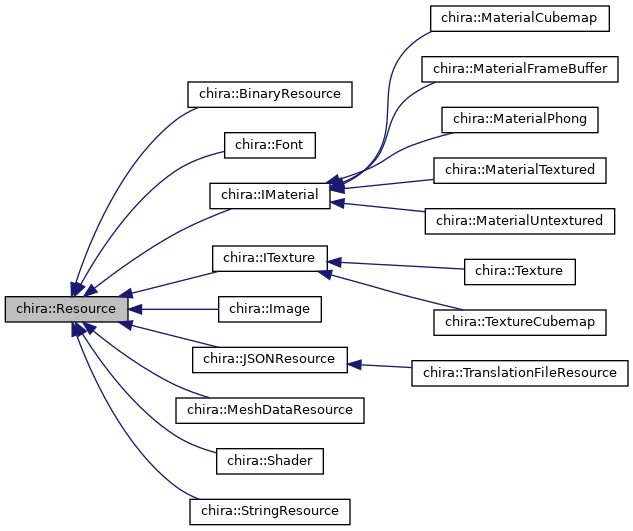 chira::MaterialCubemap
chira::MaterialFrameBuffer
chira::BinaryResource
chira::MaterialPhong
chira::Font
chira::MaterialTextured
chira::IMaterial
chira::MaterialUntextured
chira::ITexture
chira::Texture
chira::Resource
chira::Image
chira::TextureCubemap
chira::JSONResource
chira::TranslationFileResource
chira::MeshDataResource
chira::Shader
chira::StringResource